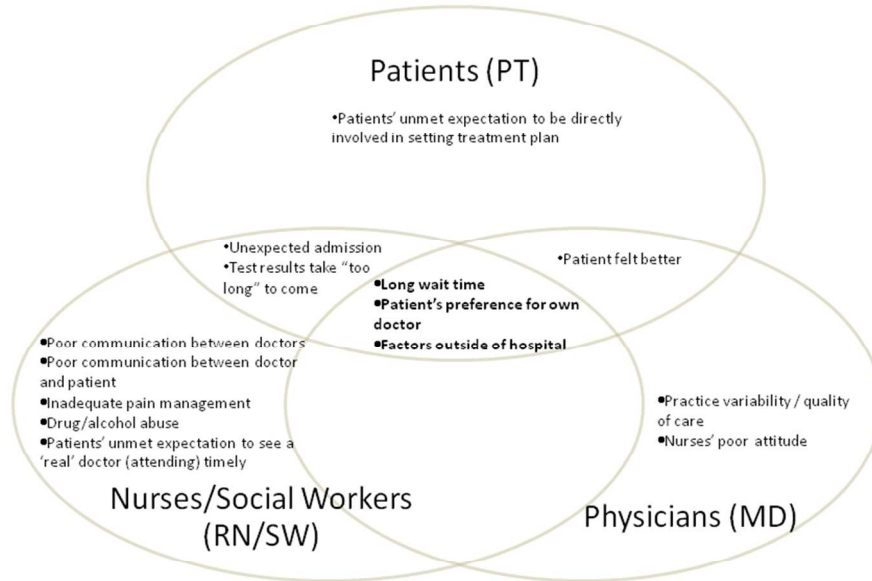 Patients (PT)
•Patients' unmet expectation to be directly
involved in setting treatment plan
•Unexpected admission
•Test results take "too
long" to come
•Patient felt better
•Long wait time
•Patient's preference for own
doctor
•Factors outside of hospital
•Poor communication between doctors
•Poor communication between doctor
and patient
•Inadequate pain management
•Drug/alcohol abuse
•Patients' unmet expectation to see a
'real' doctor (attending) timely
•Practice variability / quality
of care
•Nurses' poor attitude
Nurses/Social Workers
(RN/SW)
Physicians (MD)